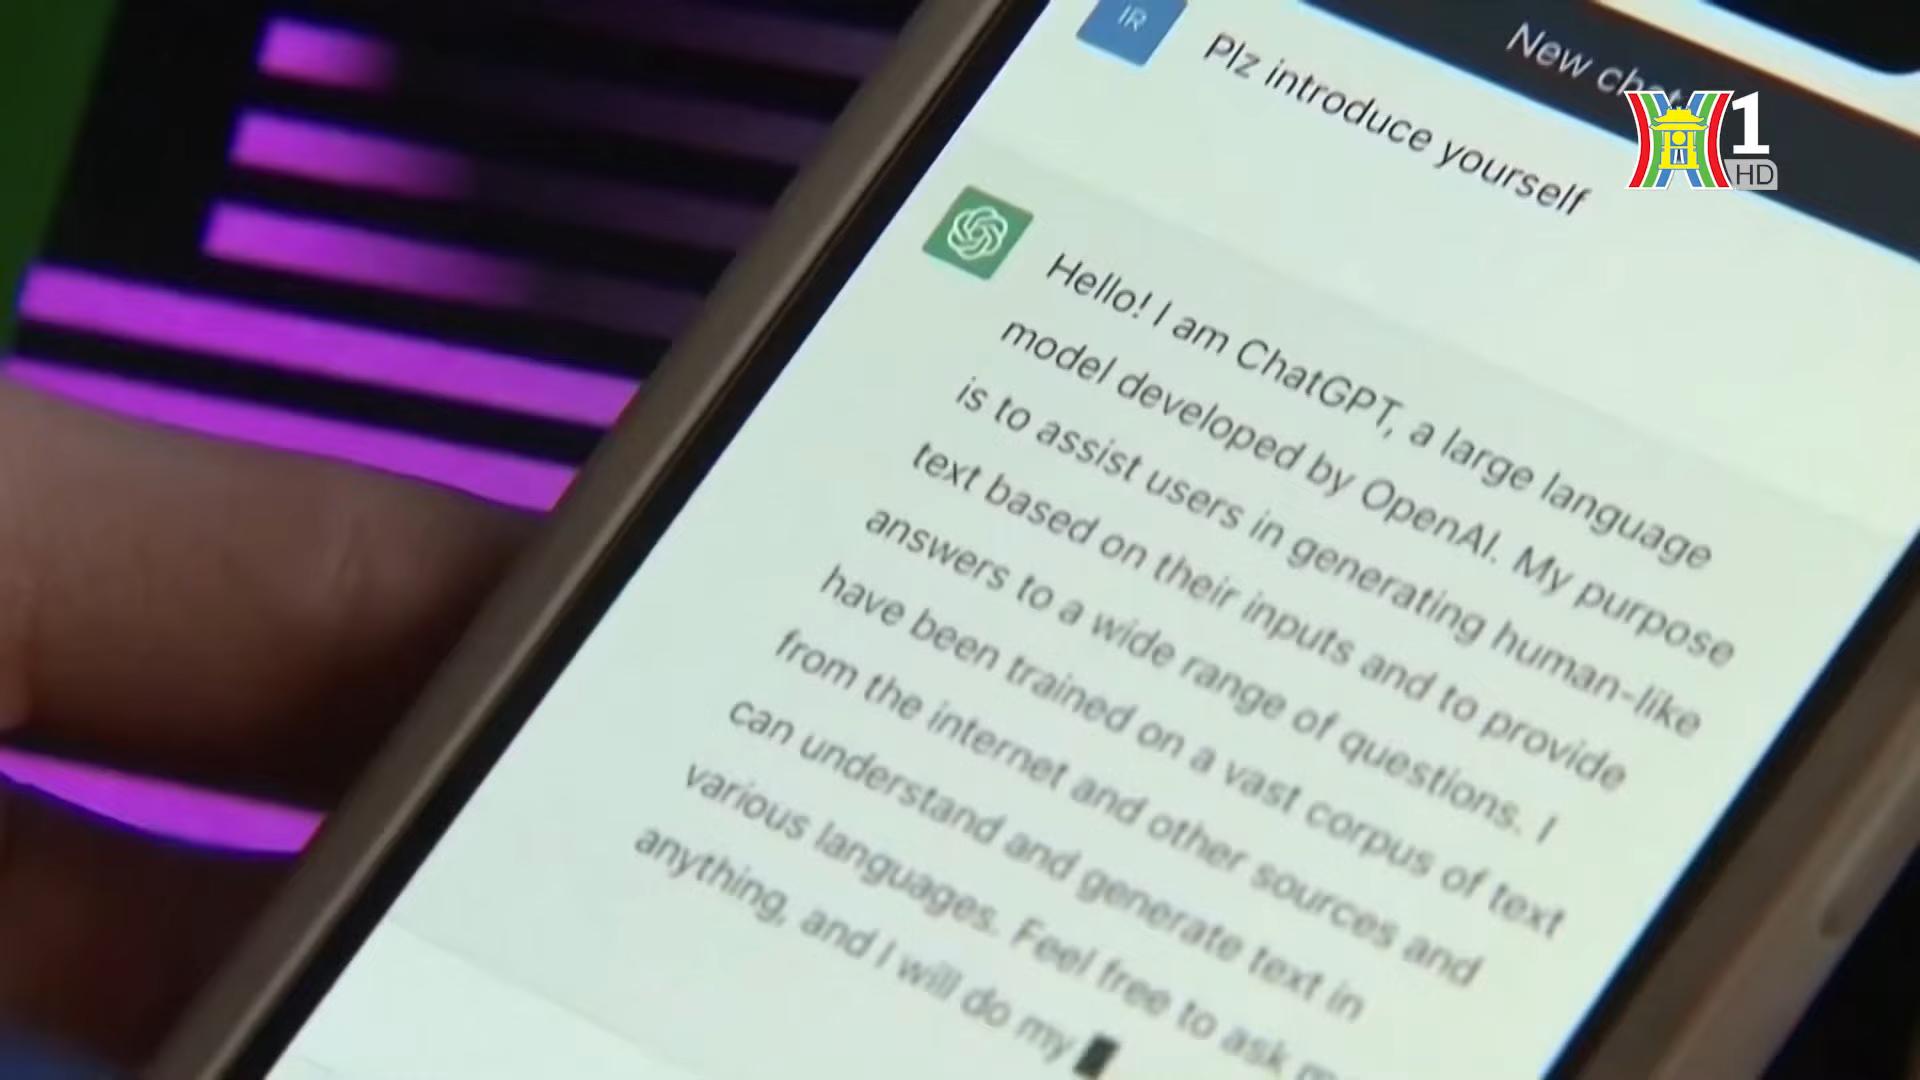 New chat
1
HD
IR
Plz introduce yourself
Hello! I am ChatGPT, a large language
model developed by OpenAI. My purpose
is to assist users in generating human-like
text based on their inputs and to provide
answers to a wide range of questions. I
have been trained on a vast corpus of text
from the internet and other sources and
can understand and generate text in
various languages. Feel free to ask
anything, and I will do my